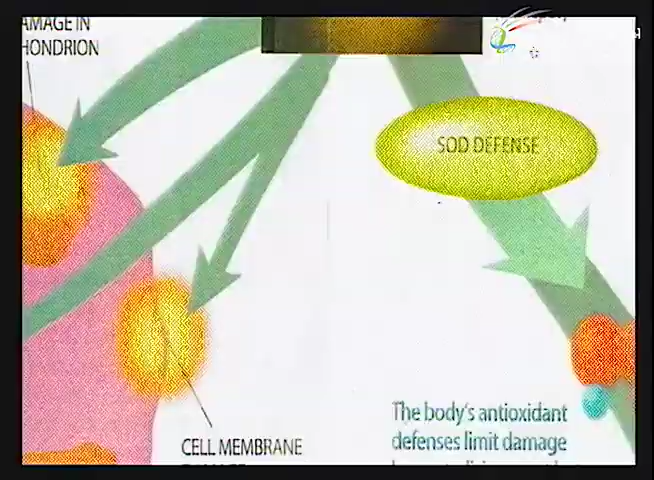 AMAGE IN
HONDRION
SOD DEFENSE
The body's antioxidant
defenses limit damage
CELL MEMBRANE